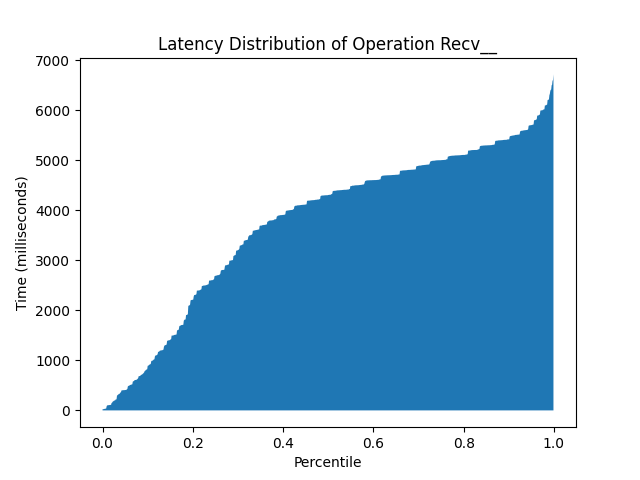 Latency Distribution of Operation Recv__
7000
6000
5000
4000
3000
2000
1000
0
Time (milliseconds)
0.0 0.2 0.4 0.6 0.8 1.0
Percentile